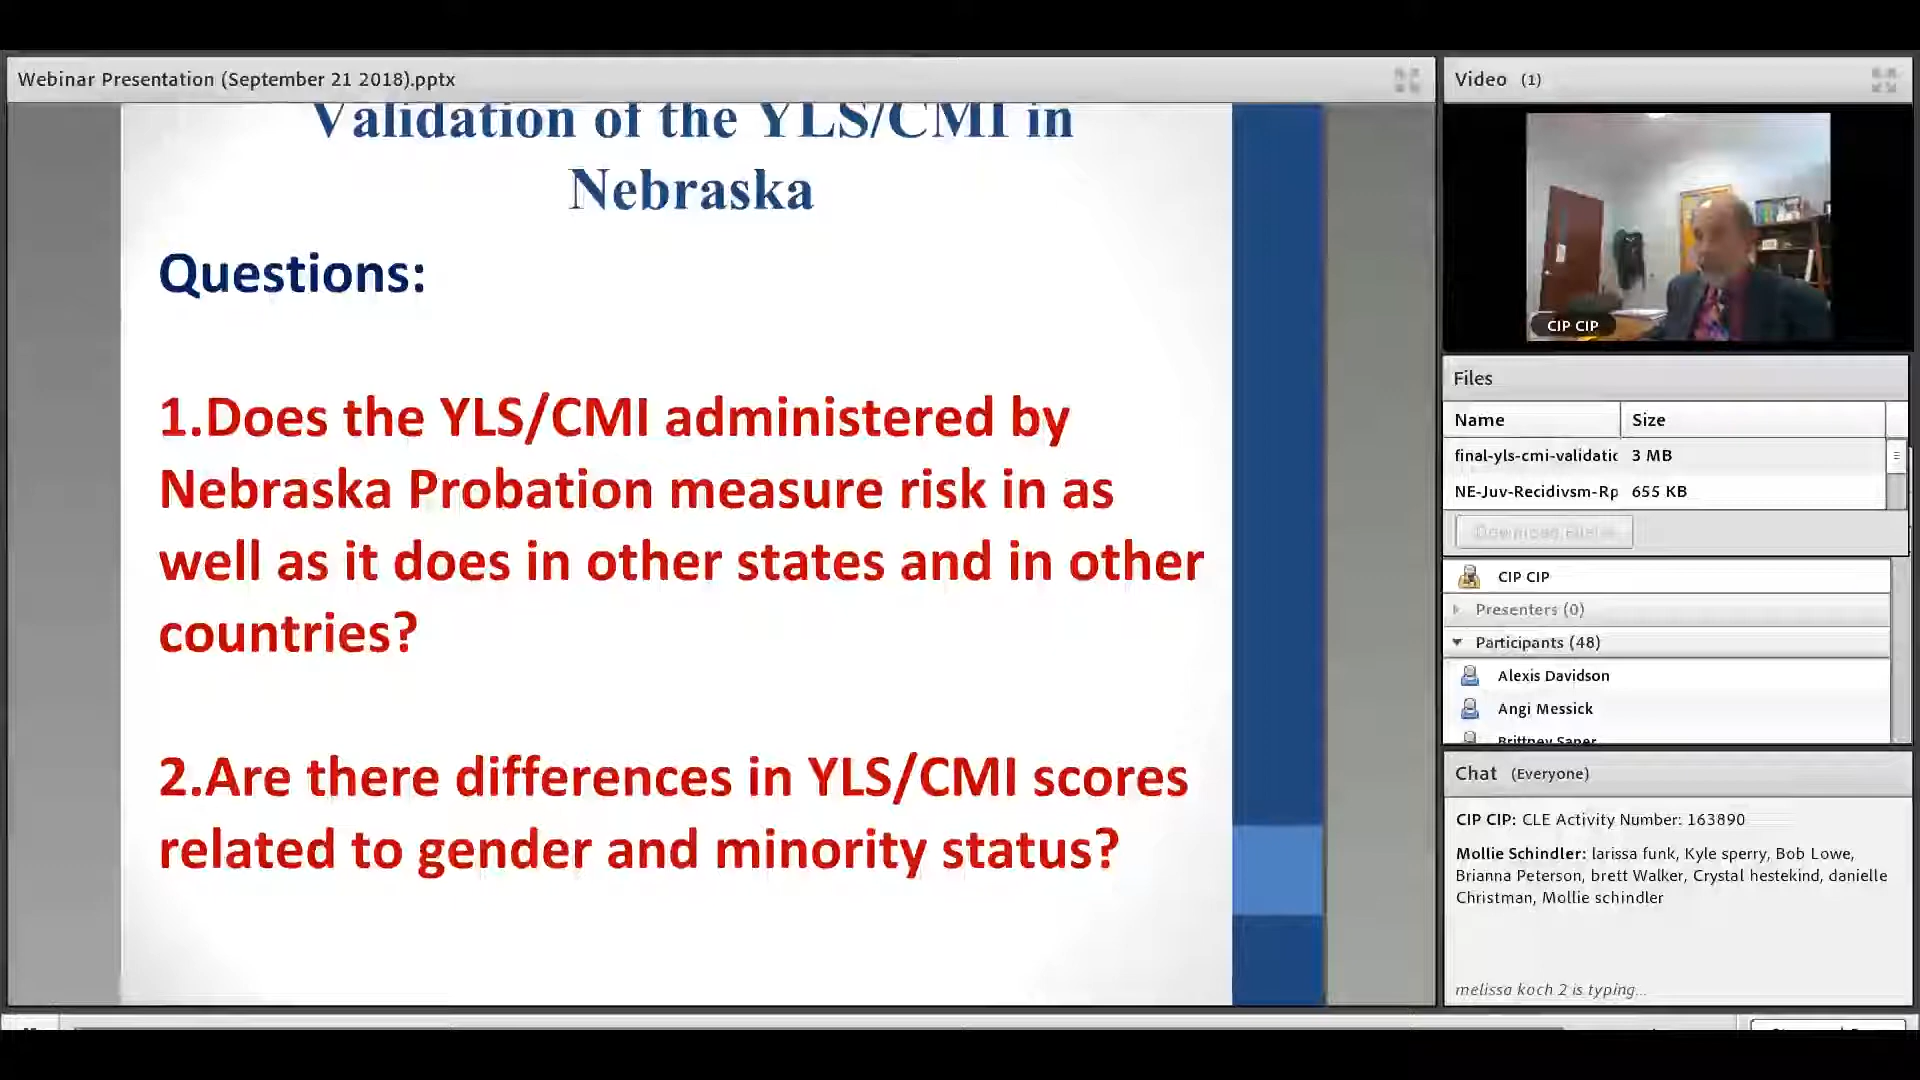 Webinar Presentation (September 21 2018).pptx
Validation of the YLS/CMI in
Nebraska
Questions:
1.Does the YLS/CMI administered by
Nebraska Probation measure risk in as
well as it does in other states and in other
countries?
2.Are there differences in YLS/CMI scores
related to gender and minority status?
Video (1)
CIP CIP
Files
Name Size
final-yls-cmi-validatic 3 MB
NE-Juv-Recidivsm-Rp 655 KB
CIP CIP
Presenters (0)
Participants (48)
Alexis Davidson
Angi Messick
Brittney Saner
Chat (Everyone)
CIP CIP: CLE Activity Number: 163890
Mollie Schindler: larissa funk, Kyle sperry, Bob Lowe,
Brianna Peterson, brett Walker, Crystal hestekind, danielle
Christman, Mollie schindler
melissa koch 2 is typing...